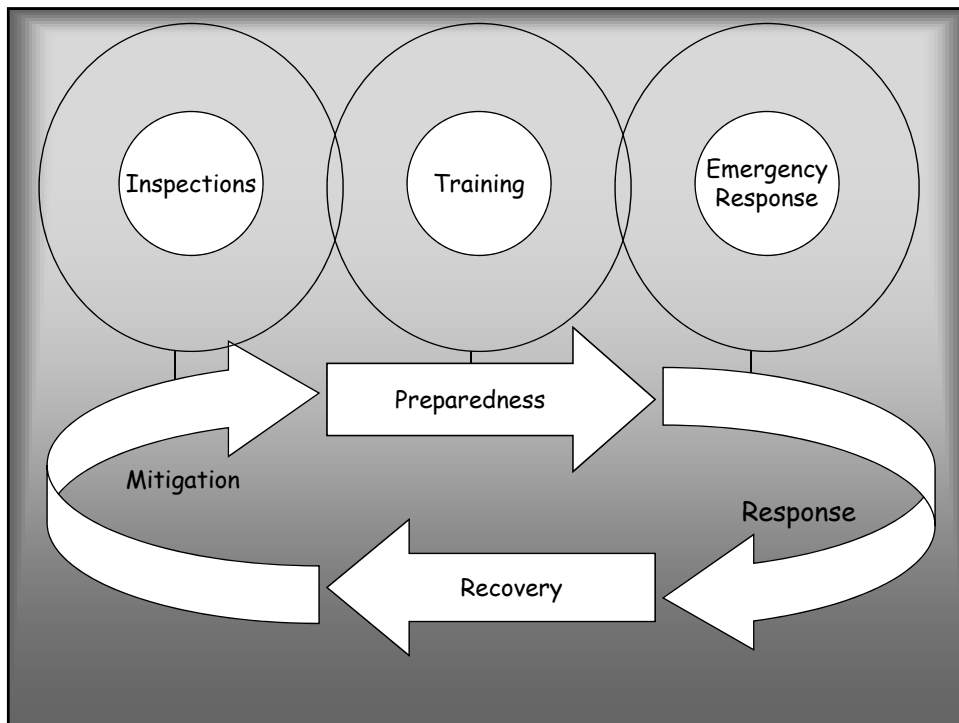 Inspections
Training
Emergency
Response
Preparedness
Mitigation
Response
Recovery